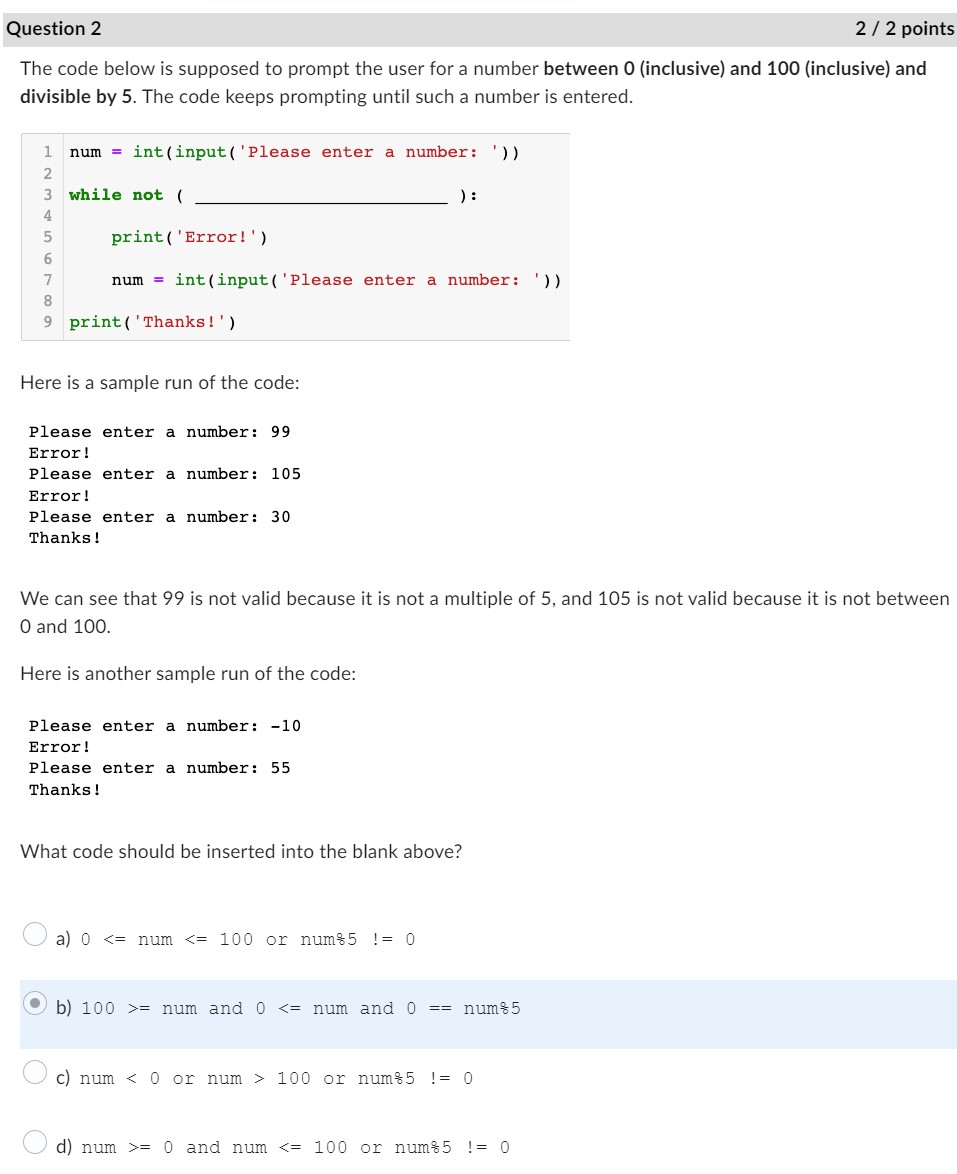 Question 2 2 / 2 points
The code below is supposed to prompt the user for a number between 0 (inclusive) and 100 (inclusive) and
divisible by 5. The code keeps prompting until such a number is entered.
1 num = int(input('Please enter a number: '))
2
3 while not ( ________________________ ):
4
5 print('Error!')
6
7 num = int(input('Please enter a number: '))
8
9 print('Thanks!')
Here is a sample run of the code:
Please enter a number: 99
Error!
Please enter a number: 105
Error!
Please enter a number: 30
Thanks!
We can see that 99 is not valid because it is not a multiple of 5, and 105 is not valid because it is not between
0 and 100.
Here is another sample run of the code:
Please enter a number: -10
Error!
Please enter a number: 55
Thanks!
What code should be inserted into the blank above?
a) 0 <= num <= 100 or num%5 != 0
b) 100 >= num and 0 <= num and 0 == num%5
c) num < 0 or num > 100 or num%5 != 0
d) num >= 0 and num <= 100 or num%5 != 0